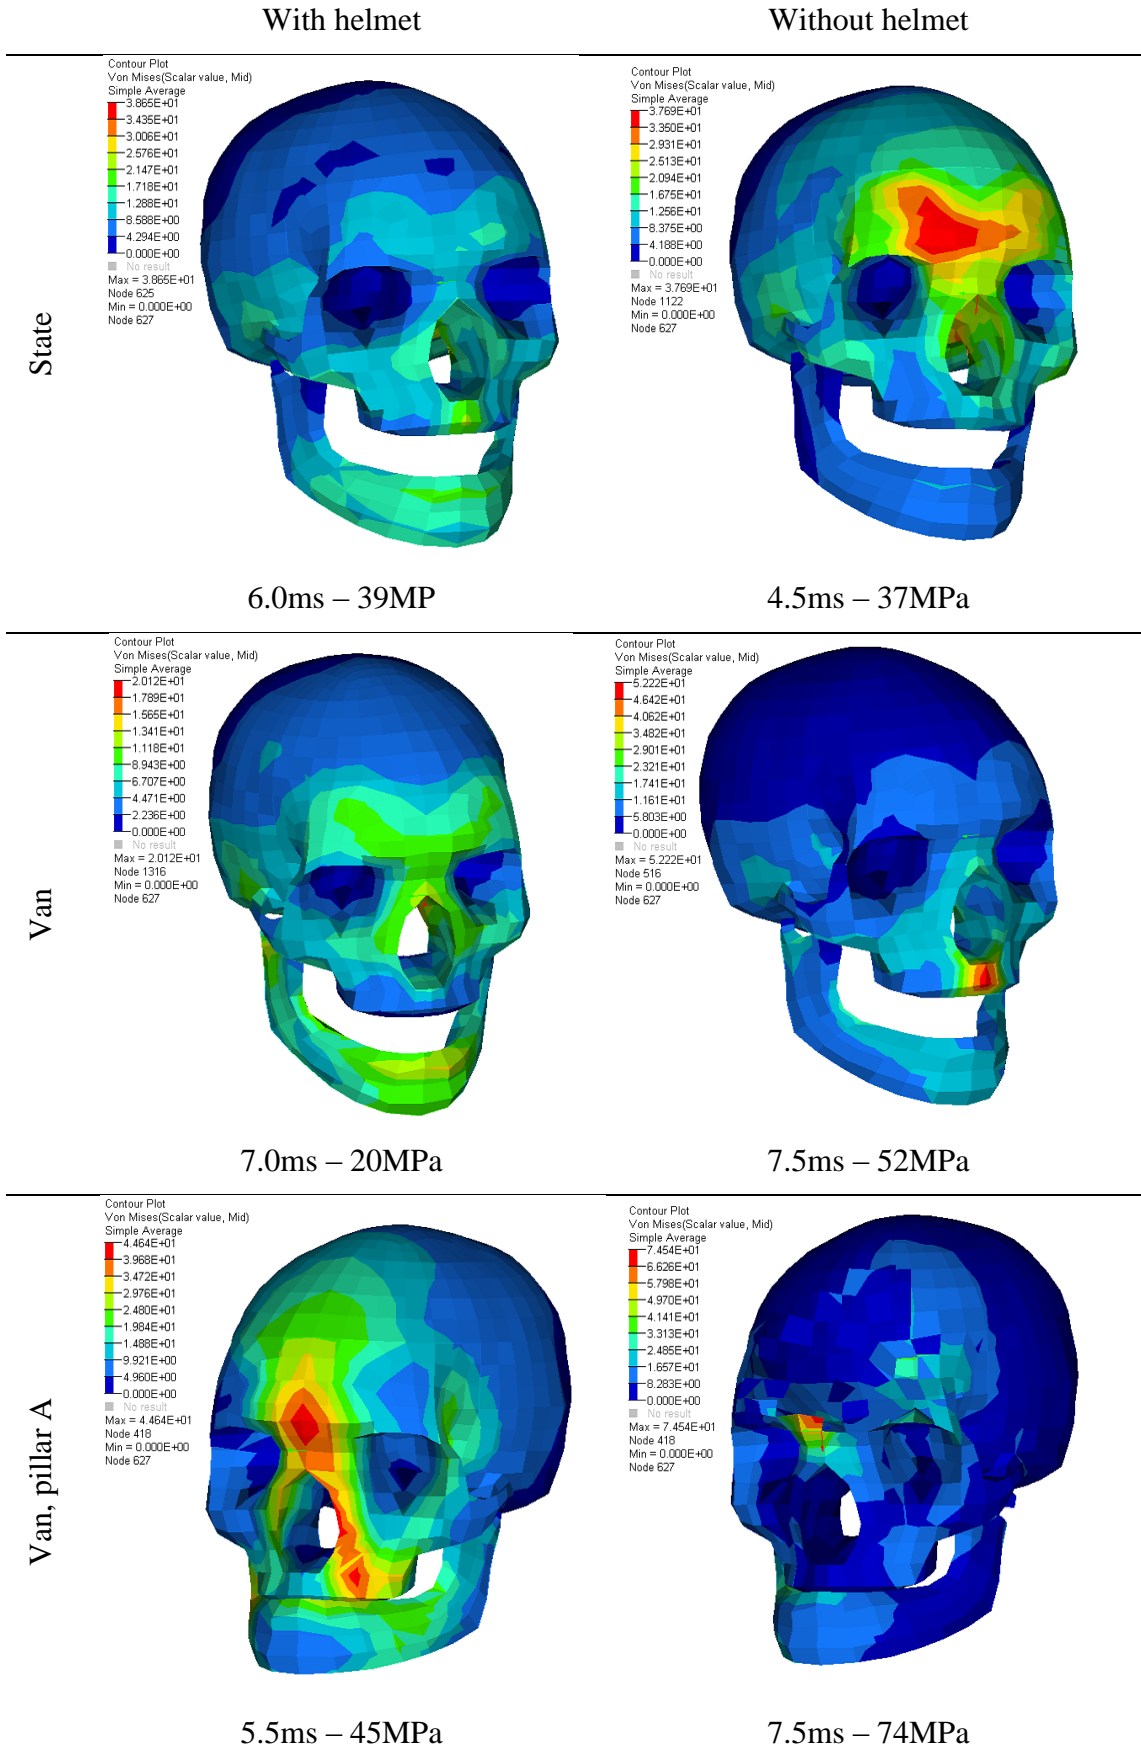 With helmet
Without helmet
State
Contour Plot
Von Mises(Scalar value, Mid)
Simple Average
3.865E+01
3.435E+01
3.006E+01
2.576E+01
2.147E+01
1.718E+01
1.288E+01
8.588E+00
4.294E+00
0.000E+00
No result
Max = 3.865E+01
Node 625
Min = 0.000E+00
Node 627
6.0ms – 39MP
Contour Plot
Von Mises(Scalar value, Mid)
Simple Average
3.769E+01
3.350E+01
2.931E+01
2.513E+01
2.094E+01
1.675E+01
1.256E+01
8.375E+00
4.188E+00
0.000E+00
No result
Max = 3.769E+01
Node 1122
Min = 0.000E+00
Node 627
4.5ms – 37MPa
Van
Contour Plot
Von Mises(Scalar value, Mid)
Simple Average
2.012E+01
1.789E+01
1.565E+01
1.341E+01
1.118E+01
8.943E+00
6.707E+00
4.471E+00
2.236E+00
0.000E+00
No result
Max = 2.012E+01
Node 1316
Min = 0.000E+00
Node 627
7.0ms – 20MPa
Contour Plot
Von Mises(Scalar value, Mid)
Simple Average
5.222E+01
4.642E+01
4.062E+01
3.482E+01
2.901E+01
2.321E+01
1.741E+01
1.161E+01
5.803E+00
0.000E+00
No result
Max = 5.222E+01
Node 516
Min = 0.000E+00
Node 627
7.5ms – 52MPa
Van, pillar A
Contour Plot
Von Mises(Scalar value, Mid)
Simple Average
4.464E+01
3.968E+01
3.472E+01
2.976E+01
2.480E+01
1.984E+01
1.488E+01
9.921E+00
4.960E+00
0.000E+00
No result
Max = 4.464E+01
Node 418
Min = 0.000E+00
Node 627
5.5ms – 45MPa
Contour Plot
Von Mises(Scalar value, Mid)
Simple Average
7.454E+01
6.626E+01
5.798E+01
4.970E+01
4.141E+01
3.313E+01
2.485E+01
1.657E+01
8.283E+00
0.000E+00
No result
Max = 7.454E+01
Node 418
Min = 0.000E+00
Node 627
7.5ms – 74MPa